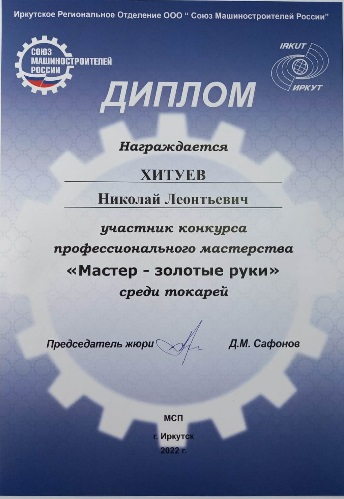 Иркутское Региональное Отделение ООО " Союз Машиностроителей России"
СОЮЗ
МАШИНОСТРОИТЕЛЕЙ
РОССИИ
IRKUT
ИРКУТ
ДИПЛОМ
Награждается
ХИТУЕВ
Николай Леонтьевич
участник конкурса
профессионального мастерства
«Мастер - золотые руки»
среди токарей
Председатель жюри Д.М. Сафонов
МСП
г. Иркутск
2022 г.